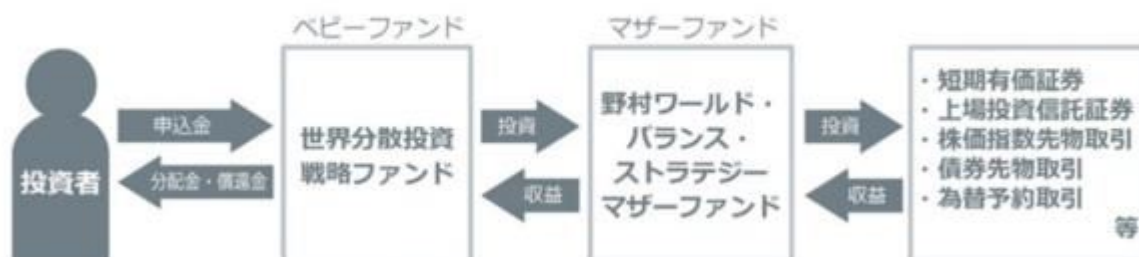 ベビーファンド
マザーファンド
投資者
申込金
分配金・償還金
世界分散投資
戦略ファンド
投資
収益
野村ワールド・
バランス・
ストラテジー
マザーファンド
投資
収益
・短期有価証券
・上場投資信託証券
・株価指数先物取引
・債券先物取引
・為替予約取引
等